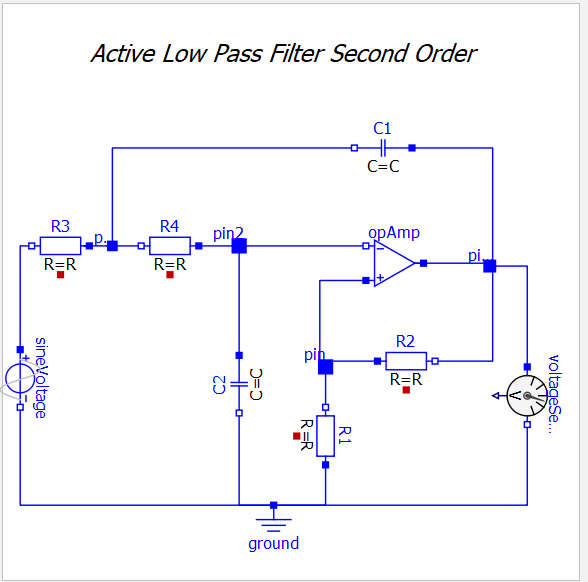 Active Low Pass Filter Second Order
C1
C=C
R3
p...
R4
pin2
opAmp
R=R
R=R
-
+
pi...
sineVoltage
+
-
C2
C=C
pin
R2
R=R
voltageSe...
V
R=R
R1
ground